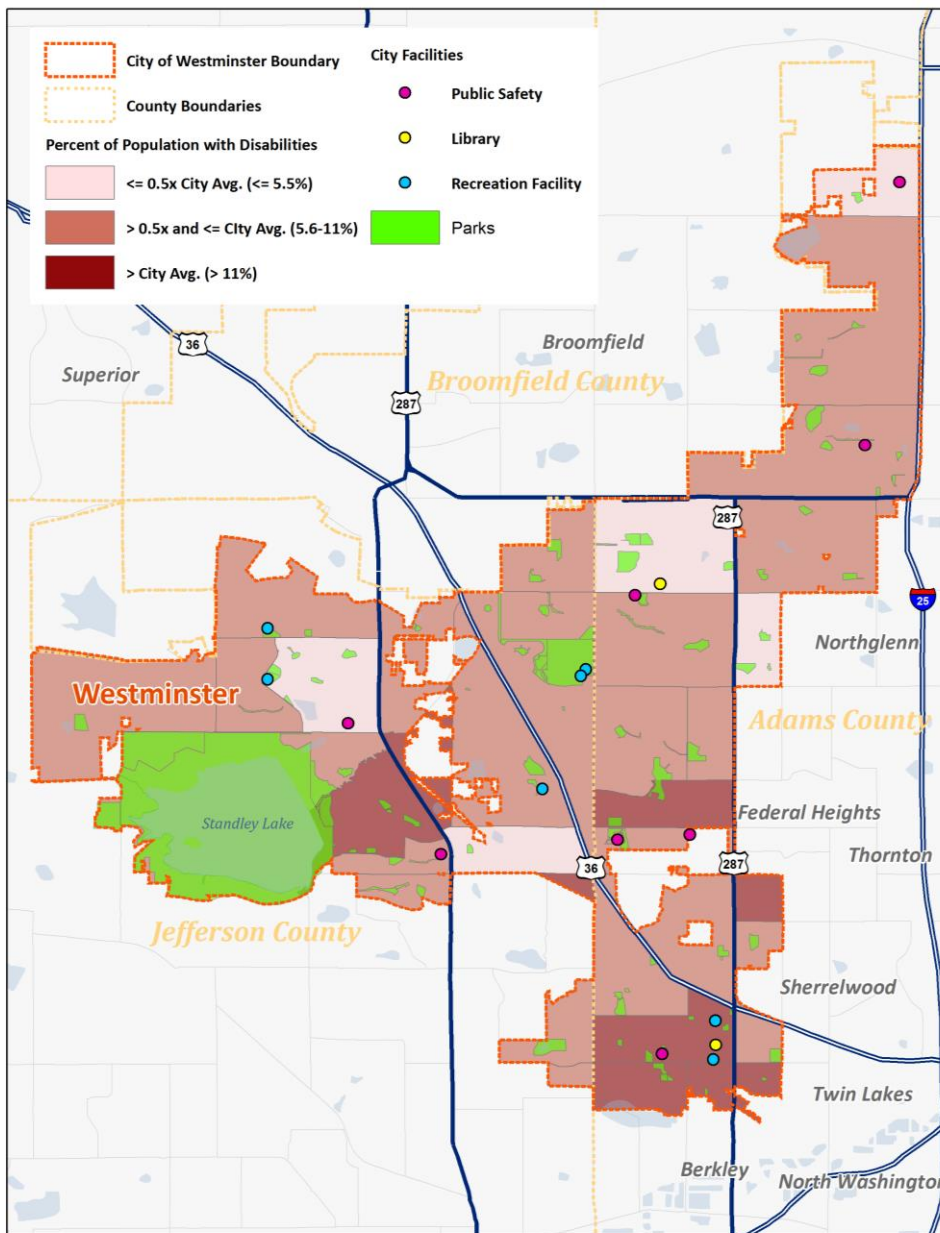 City of Westminster Boundary
County Boundaries
Percent of Population with Disabilities
<= 0.5x City Avg. (<= 5.5%)
> 0.5x and <= CIty Avg. (5.6-11%)
> City Avg. (> 11%)
City Facilities
Public Safety
Library
Recreation Facility
Parks
36
Superior
Broomfield
Broomfield County
287
287
25
Northglenn
Westminster
Adams County
Standley Lake
Federal Heights
Thornton
36
287
Jefferson County
Sherrelwood
Twin Lakes
Berkley
North Washington